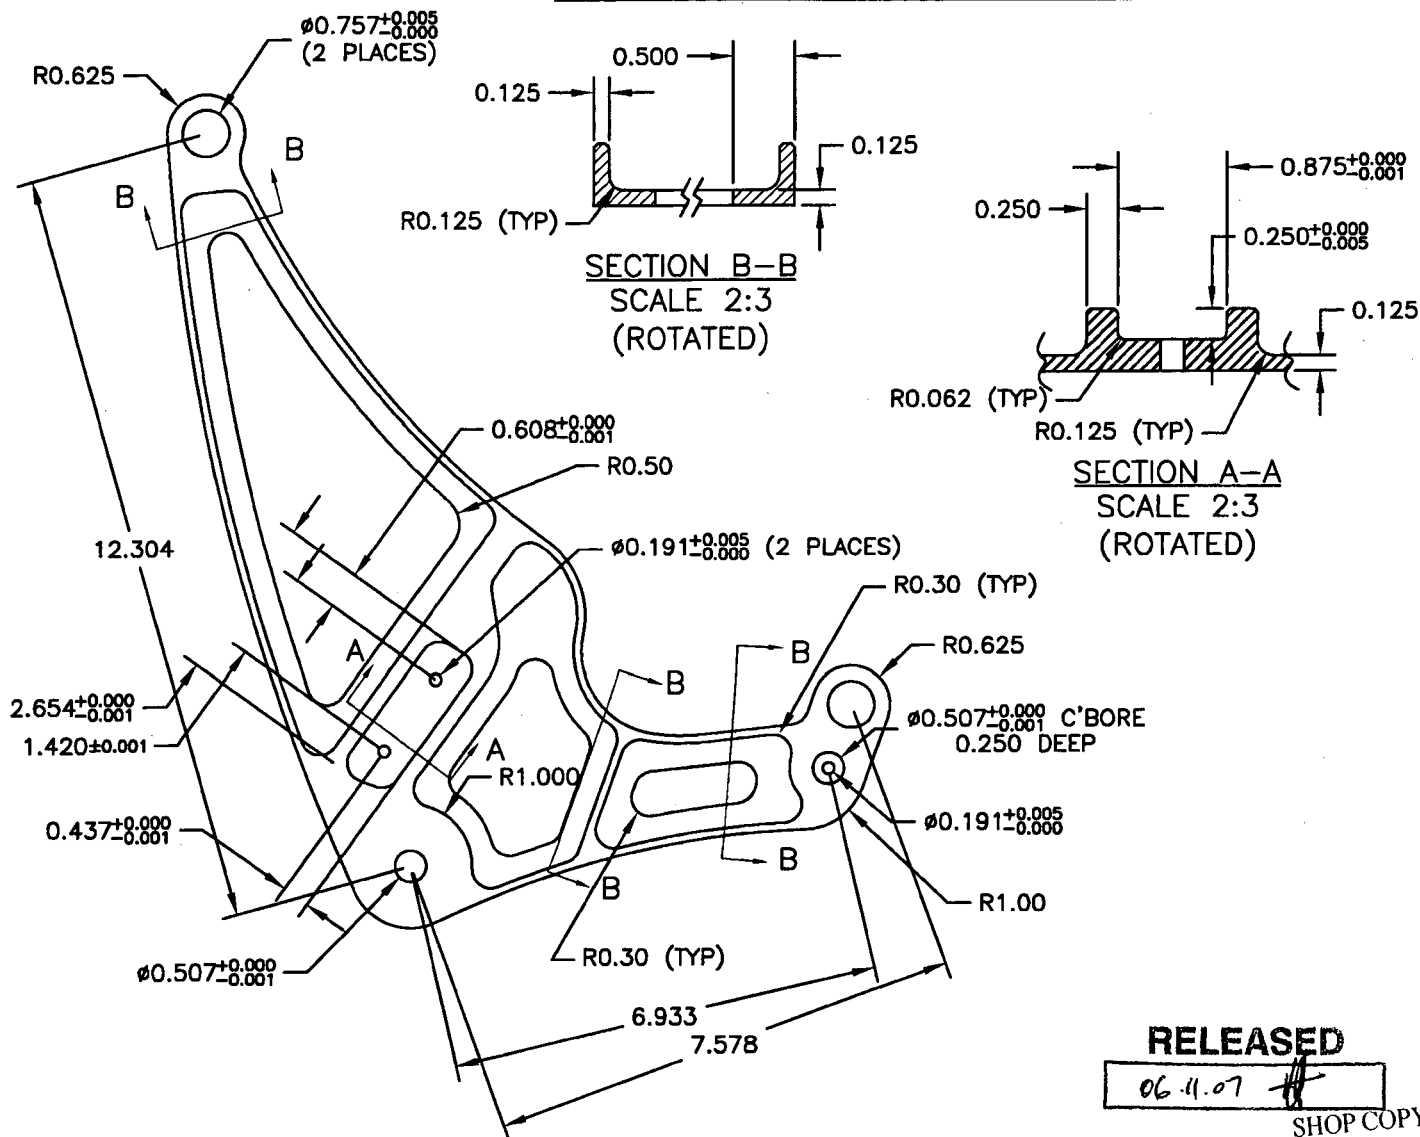 ø0.757+0.005 -0.000
(2 PLACES)
R0.625
B
B
0.500
0.125
0.125
R0.125 (TYP)
SECTION B-B
SCALE 2:3
(ROTATED)
0.875+0.000 -0.001
0.250
0.250+0.000 -0.005
0.125
R0.062 (TYP)
R0.125 (TYP)
SECTION A-A
SCALE 2:3
(ROTATED)
0.608+0.000 -0.001
R0.50
12.304
ø0.191+0.005 -0.000 (2 PLACES)
R0.30 (TYP)
R0.625
A
B
B
2.654+0.000 -0.001
1.420±0.001
ø0.507+0.000 -0.001 C'BORE
0.250 DEEP
A
R1.000
0.437+0.000 -0.001
ø0.191+0.005 -0.000
B
B
R1.00
R0.30 (TYP)
ø0.507+0.000 -0.001
6.933
7.578
RELEASED
06.11.07
SHOP COPY